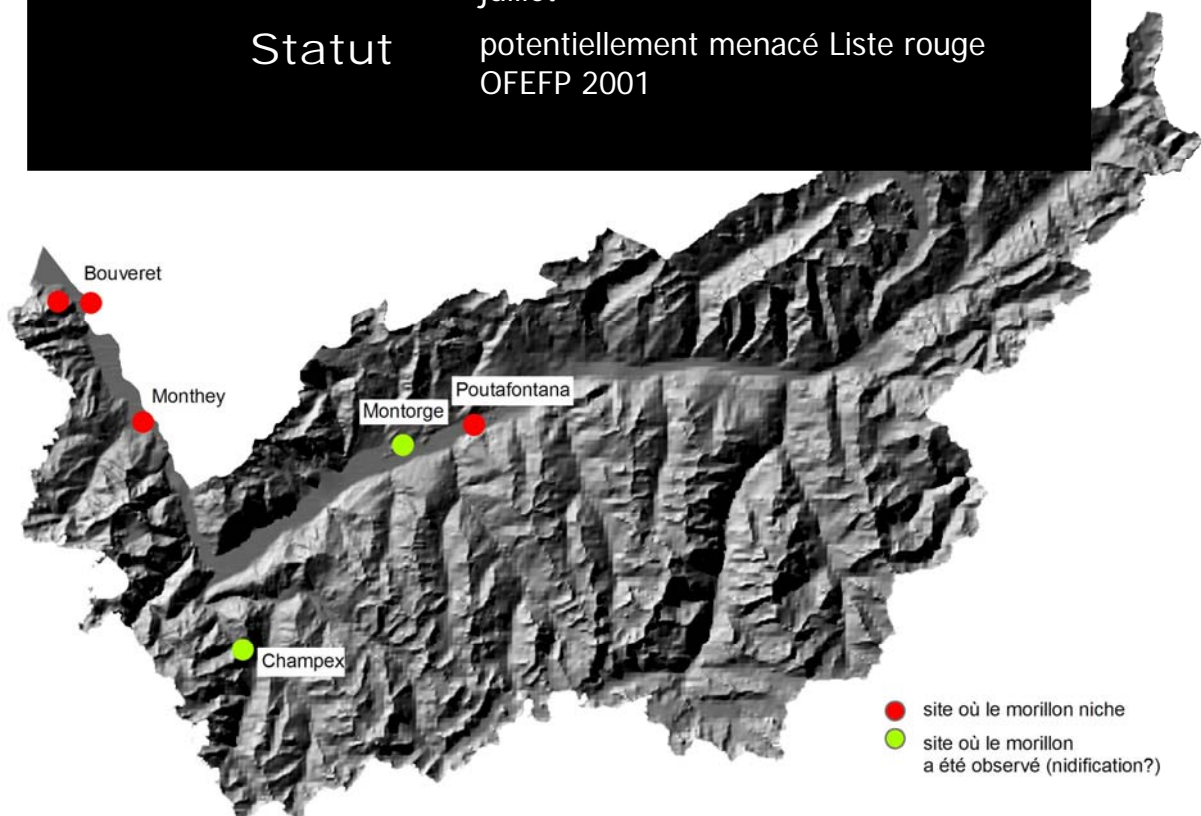 juillet
Statut potentiellement menacé Liste rouge
OFEFP 2001
Bouveret
Monthey
Poutafontana
Montorge
Champex
site où le morillon niche
site où le morillon
a été observé (nidification?)